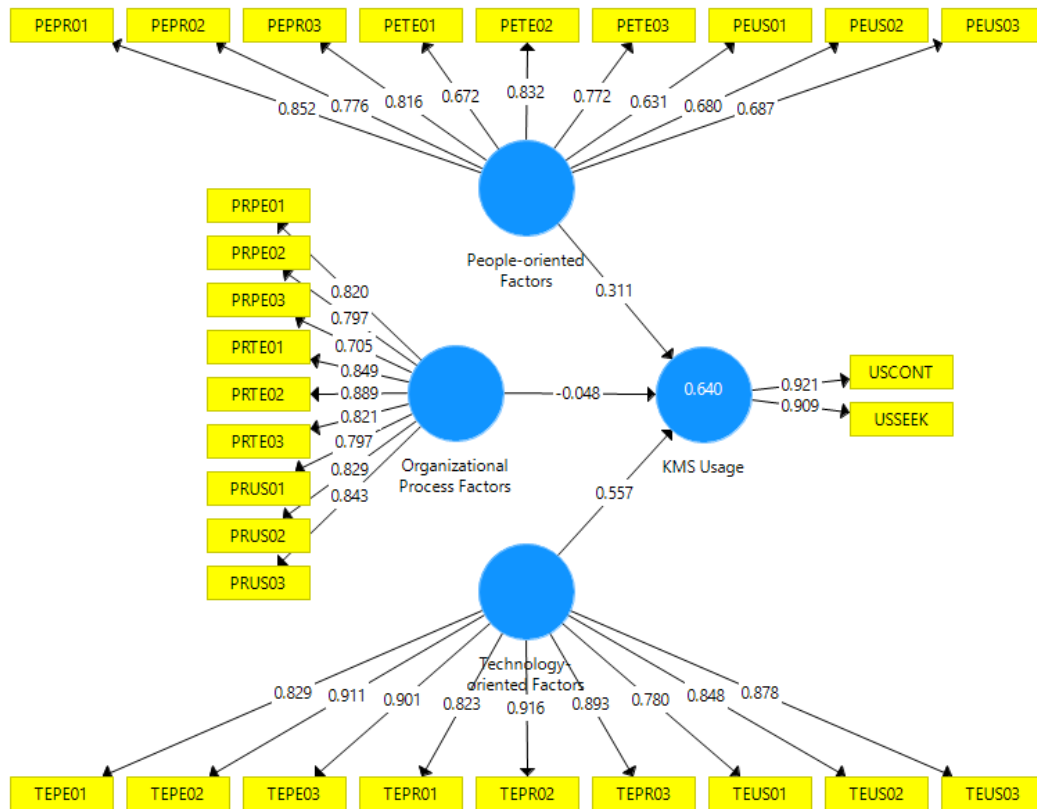 PEPR01 PEPR02 PEPR03 PETE01 PETE02 PETE03 PEUS01 PEUS02 PEUS03
0.852 0.776 0.816 0.672 0.832 0.772 0.631 0.680 0.687
People-oriented
Factors
0.311
PRPE01
PRPE02
PRPE03
PRTE01
PRTE02
PRTE03
PRUS01
PRUS02
PRUS03
0.820
0.797
0.705
0.849
0.889
0.821
0.797
0.829
0.843
Organizational
Process Factors
-0.048
0.640
KMS Usage
0.921
0.909
USCONT
USSEEK
0.557
Technology-
oriented Factors
0.829 0.911 0.901 0.823 0.916 0.893 0.780 0.848 0.878
TEPE01 TEPE02 TEPE03 TEPR01 TEPR02 TEPR03 TEUS01 TEUS02 TEUS03